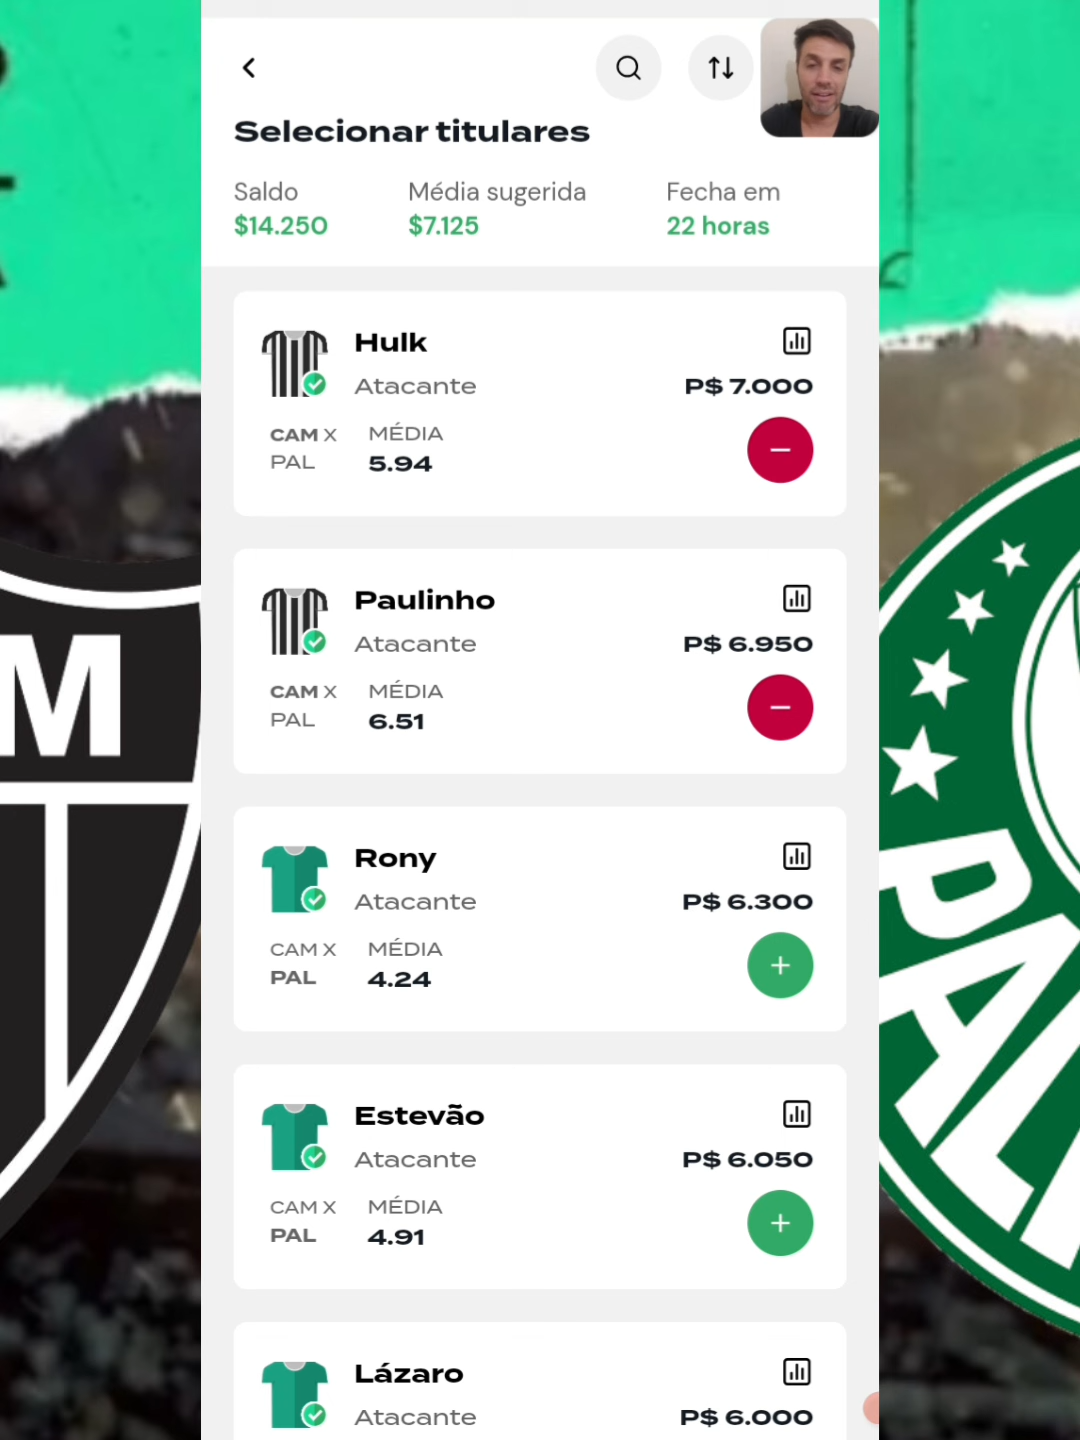 Selecionar titulares
Saldo
$14.250
Média sugerida
$7.125
Fecha em
22 horas
Hulk
Atacante
P$ 7.000
CAM X
PAL
MÉDIA
5.94
Paulinho
Atacante
P$ 6.950
CAM X
PAL
MÉDIA
6.51
Rony
Atacante
P$ 6.300
CAM X
PAL
MÉDIA
4.24
Estevão
Atacante
P$ 6.050
CAM X
PAL
MÉDIA
4.91
Lázaro
Atacante
P$ 6.000
M
PAL